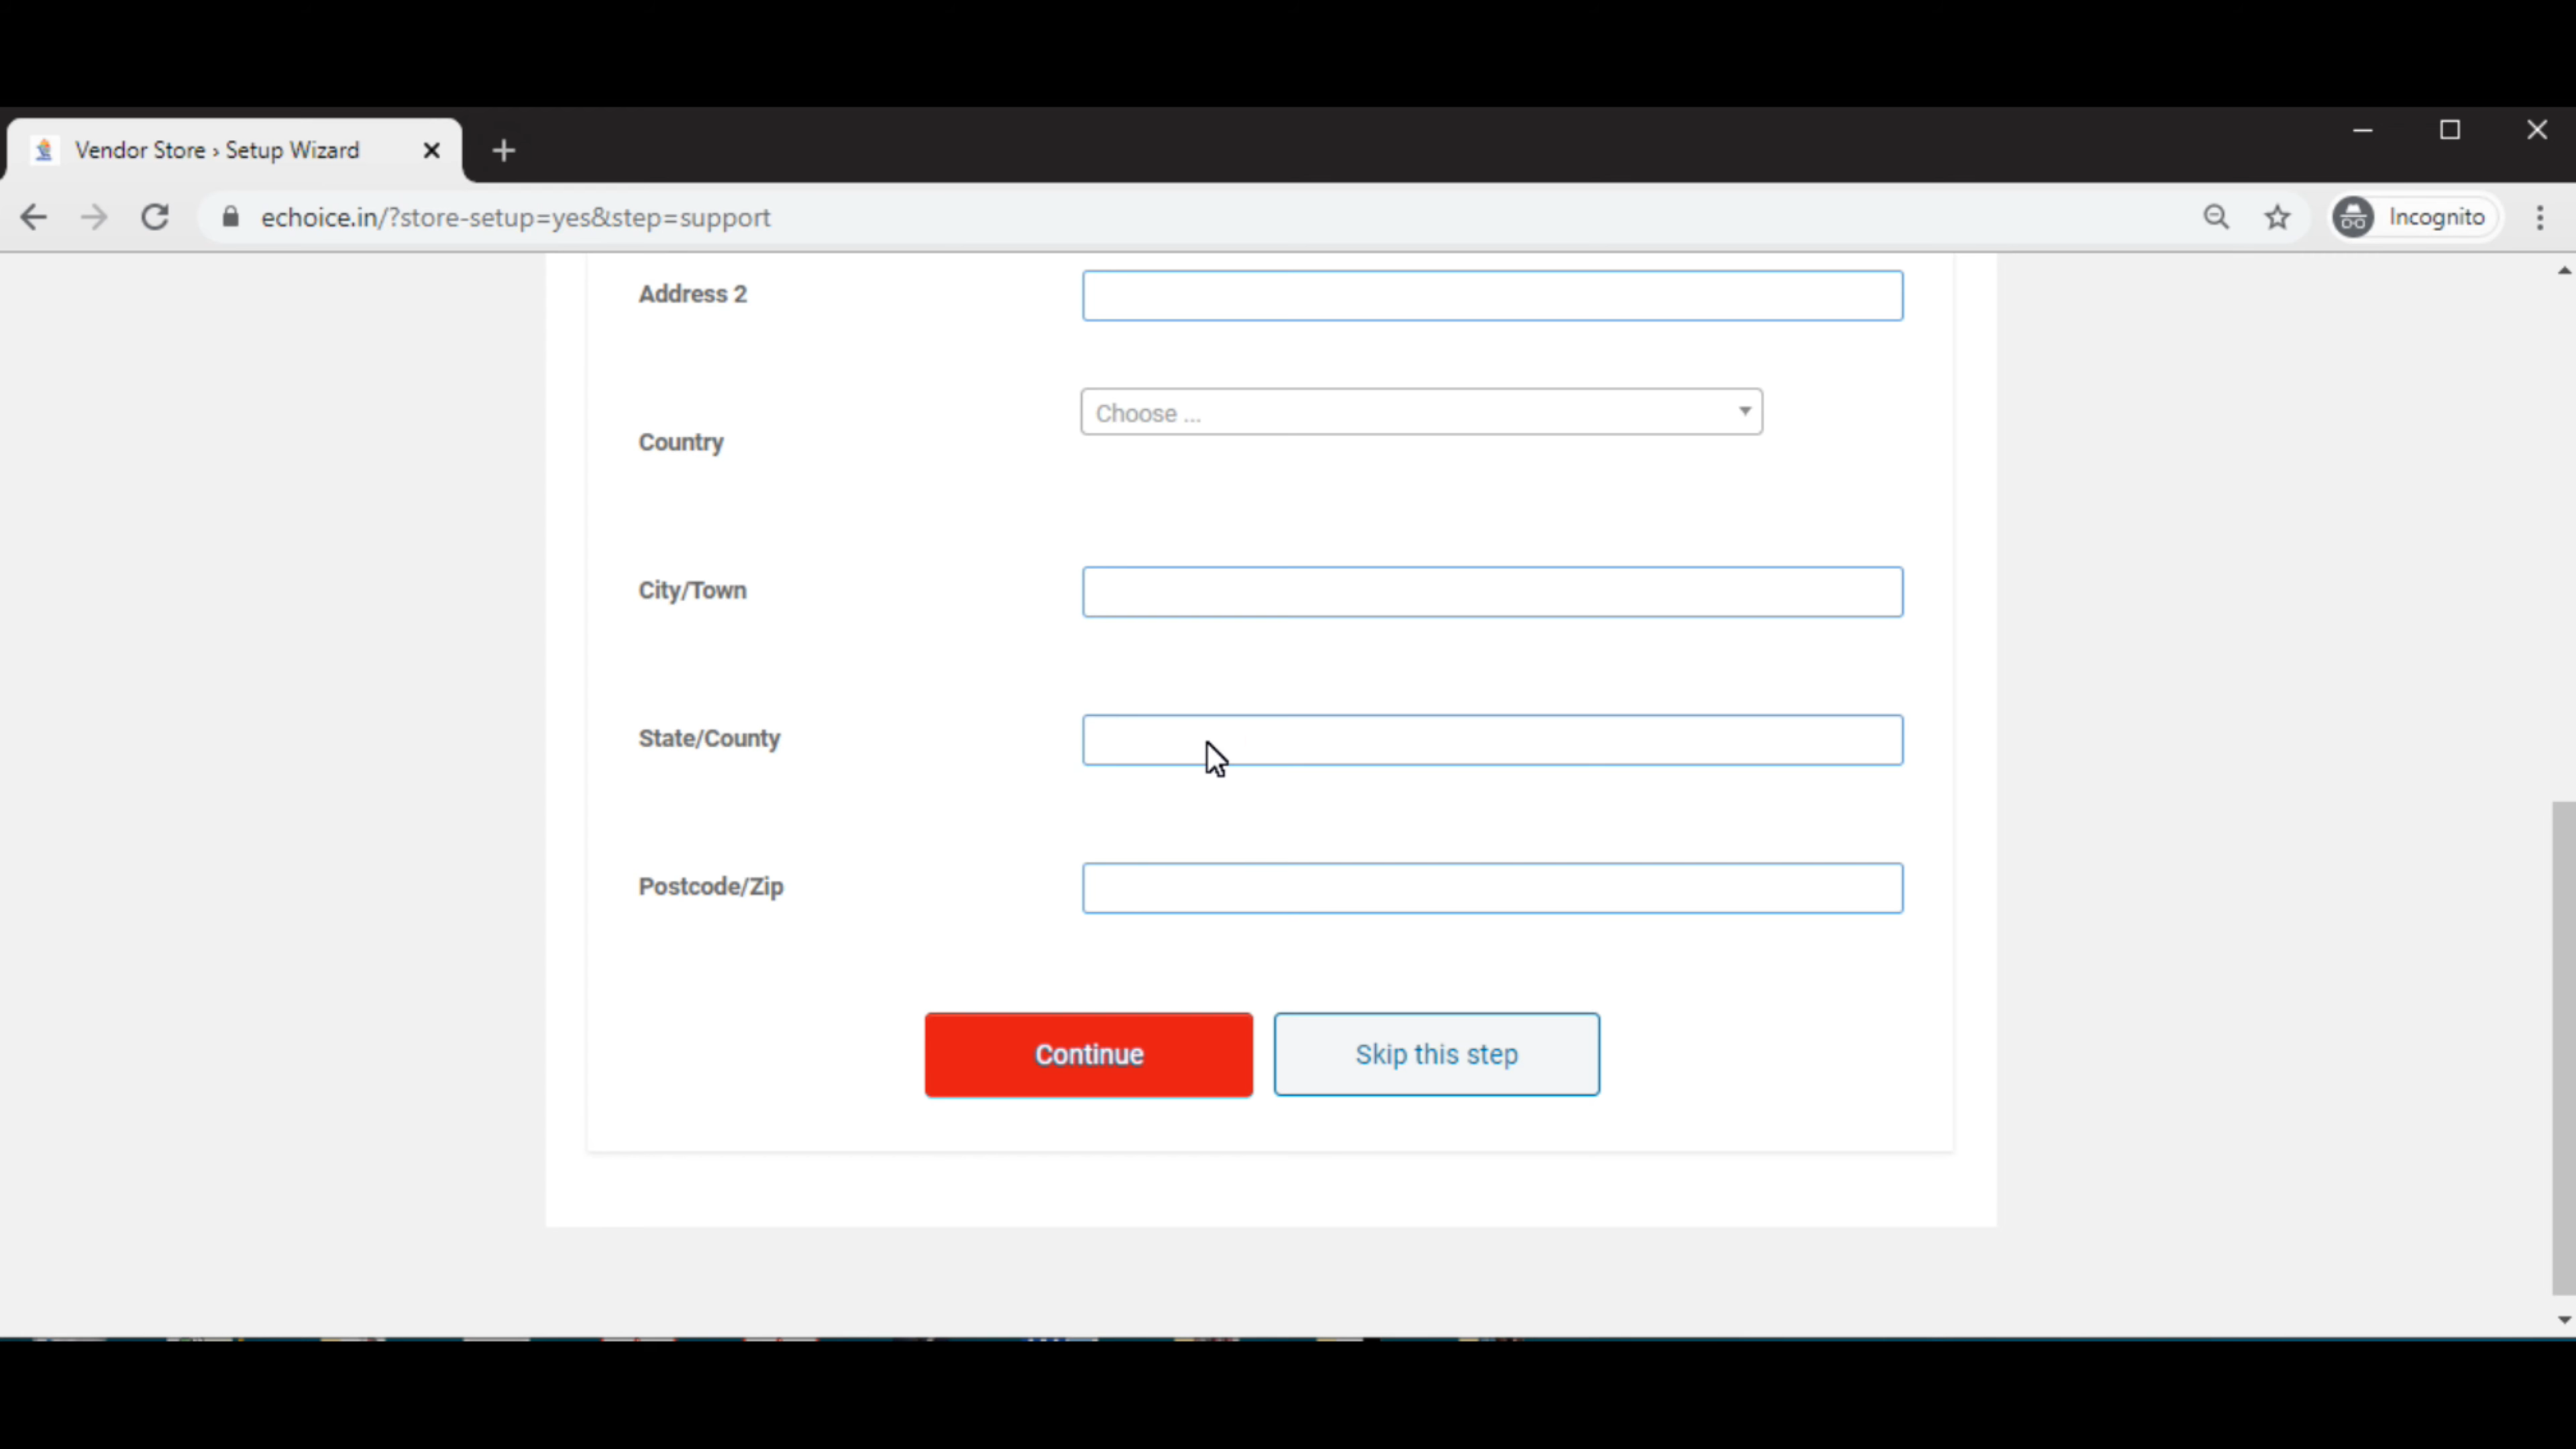 Vendor Store › Setup Wizard
echoice.in/?store-setup=yes&step=support
Incognito
Address 2
Choose ...
Country
City/Town
State/County
Postcode/Zip
Continue
Skip this step